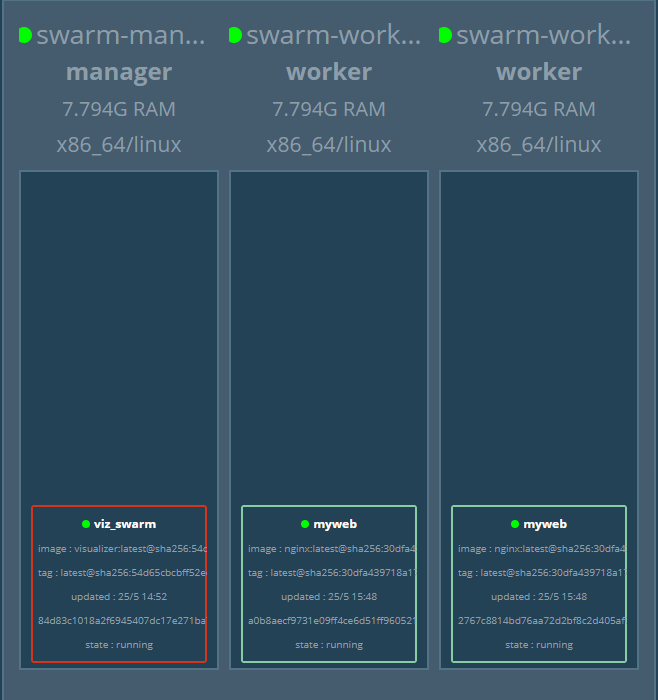 swarm-man... swarm-work... swarm-work...
manager worker worker
7.794G RAM 7.794G RAM 7.794G RAM
x86_64/linux x86_64/linux x86_64/linux
viz_swarm
image : visualizer:latest@sha256:54c
tag : latest@sha256:54d65cbcbff52e
updated : 25/5 14:52
84d83c1018a2f6945407dc17e271ba
state : running
myweb
image : nginx:latest@sha256:30dfa4
tag : latest@sha256:30dfa439718a17
updated : 25/5 15:48
a0b8aecf9731e09ff4ce6d51ff960521
state : running
myweb
image : nginx:latest@sha256:30dfa4
tag : latest@sha256:30dfa439718a17
updated : 25/5 15:48
2767c8814bd76aa72d2bf8c2d405af
state : running